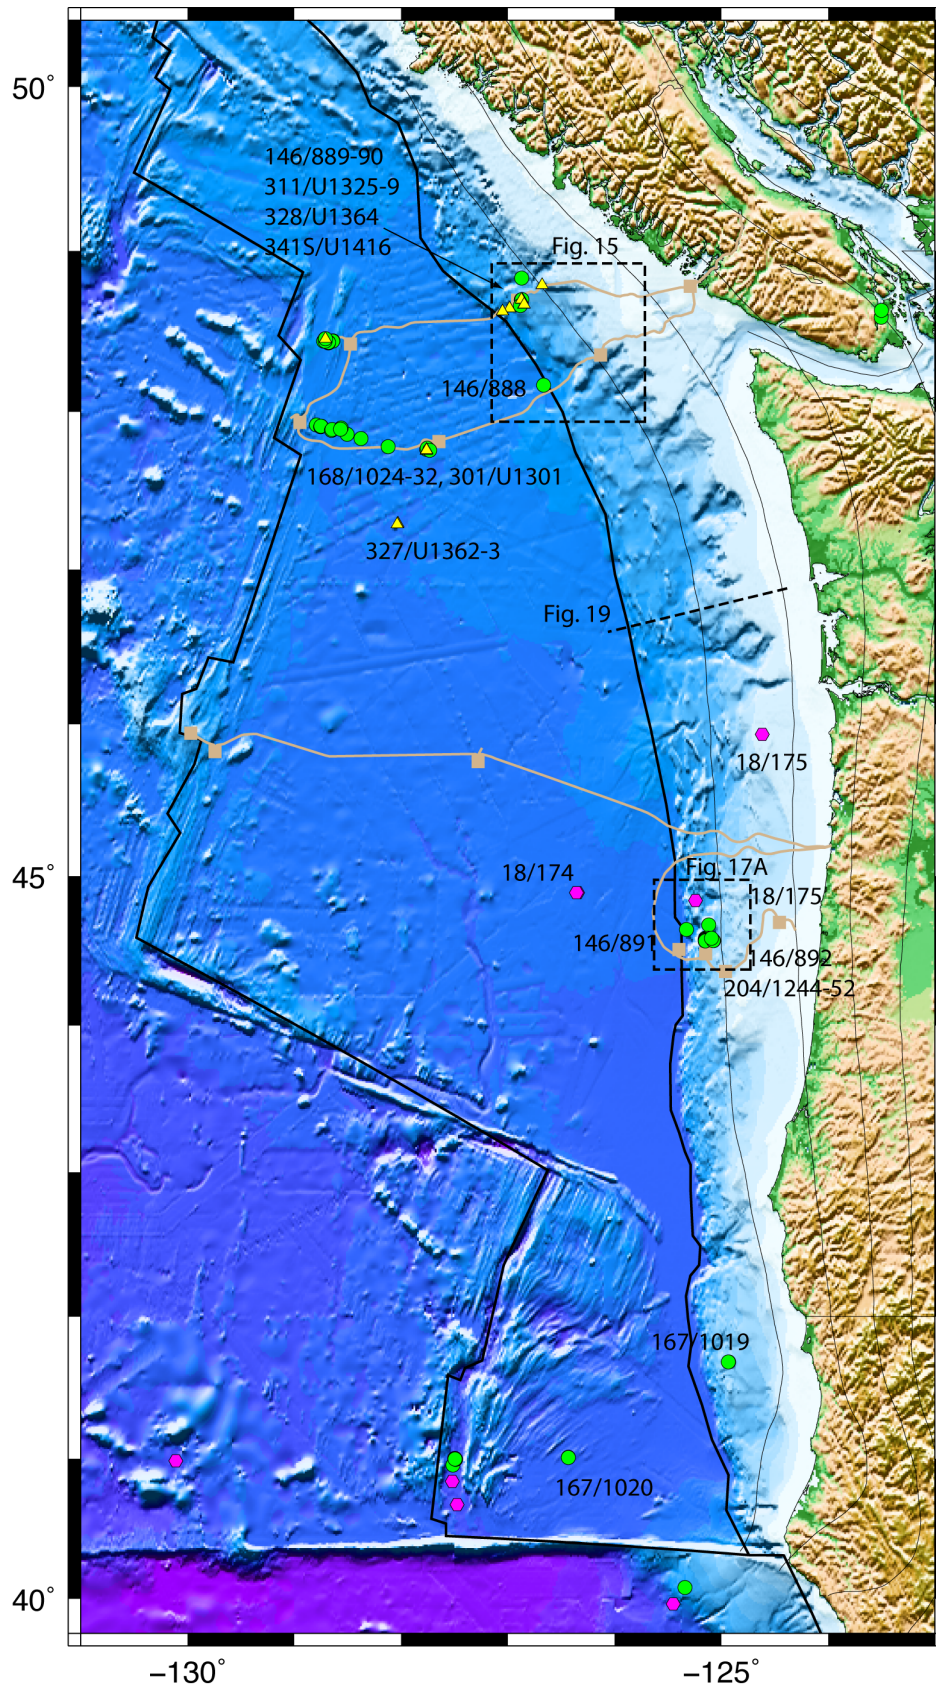 50°
146/889-90
311/U1325-9
328/U1364
341S/U1416
Fig. 15
146/888
168/1024-32, 301/U1301
327/U1362-3
Fig. 19
18/175
45°
18/174
Fig. 17A
18/175
146/891
146/892
204/1244-52
167/1019
167/1020
40°
−130°
−125°